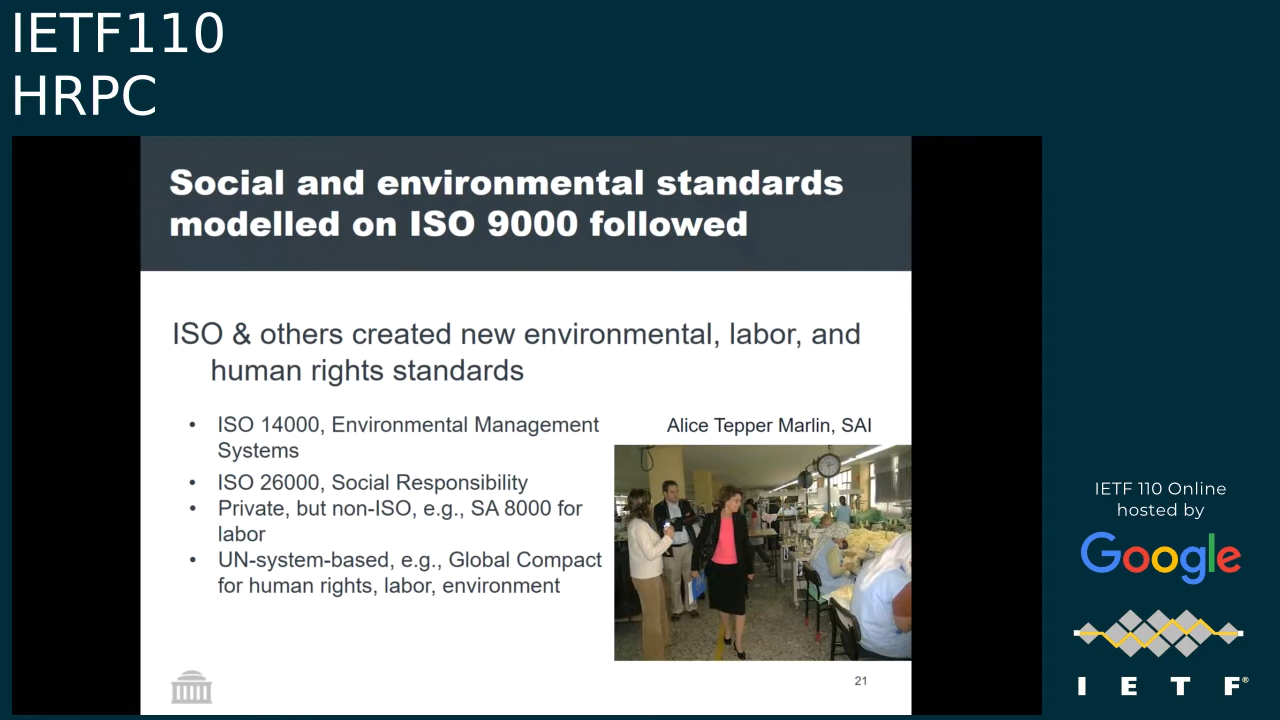 IETF110
HRPC
Social and environmental standards
modelled on ISO 9000 followed
ISO & others created new environmental, labor, and
human rights standards
• ISO 14000, Environmental Management
Systems
• ISO 26000, Social Responsibility
• Private, but non-ISO, e.g., SA 8000 for
labor
• UN-system-based, e.g., Global Compact
for human rights, labor, environment
Alice Tepper Marlin, SAI
21
IETF 110 Online
hosted by
Google
I E T F®